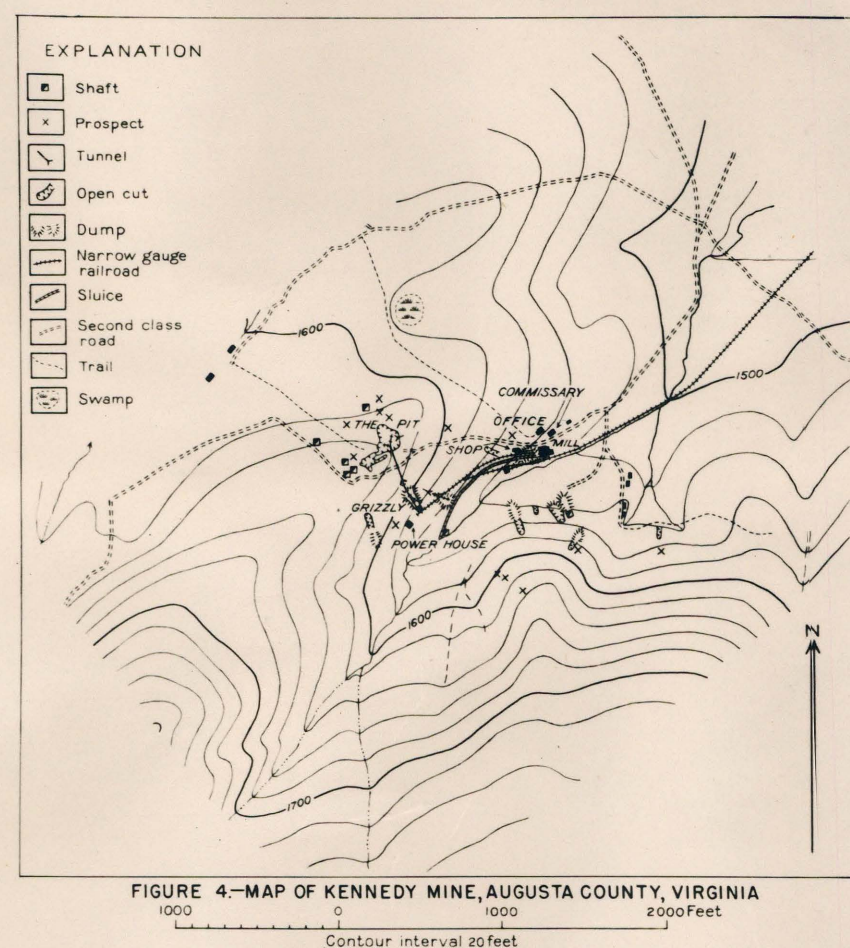 EXPLANATION
Shaft
Prospect
Tunnel
Open cut
Dump
Narrow gauge
railroad
Sluice
Second class
road
Trail
Swamp
1600
1500
COMMISSARY
OFFICE
THE PIT
MILL
SHOP
GRIZZLY
POWER HOUSE
1600
N
1700
FIGURE 4.—MAP OF KENNEDY MINE, AUGUSTA COUNTY, VIRGINIA
1000 0 1000 2000 Feet
Contour interval 20 feet